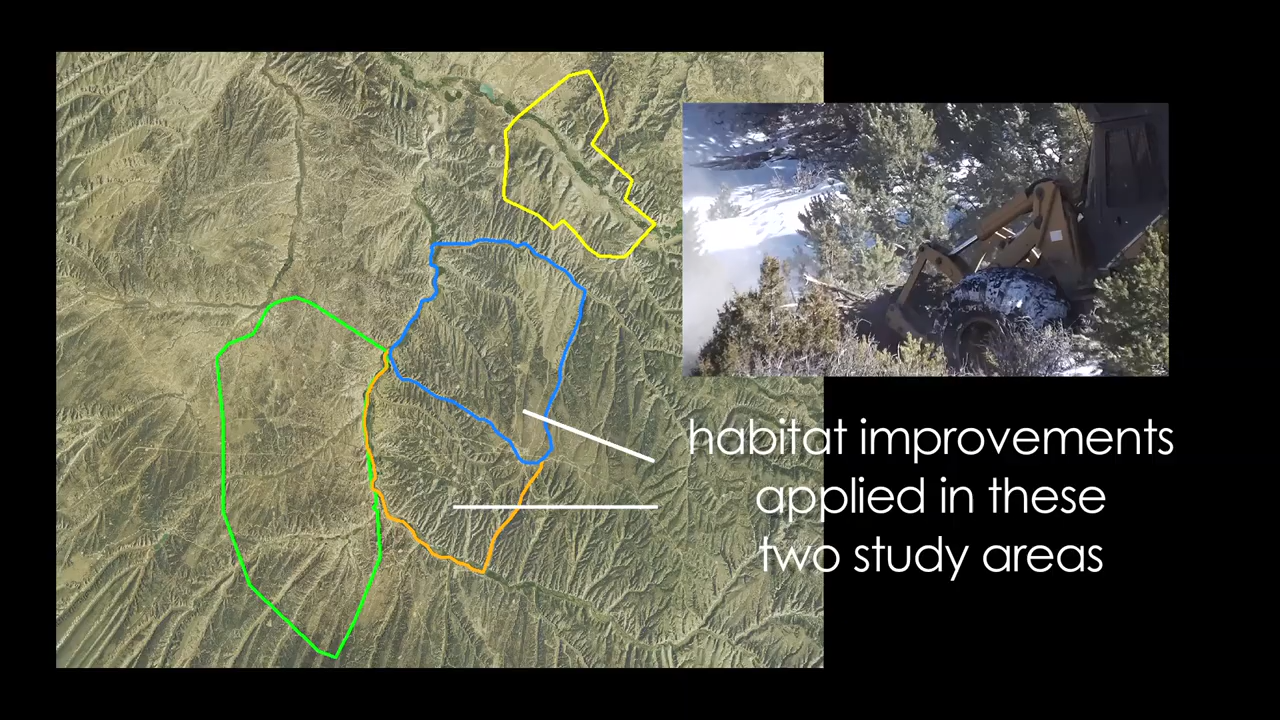 habitat improvements
applied in these
two study areas